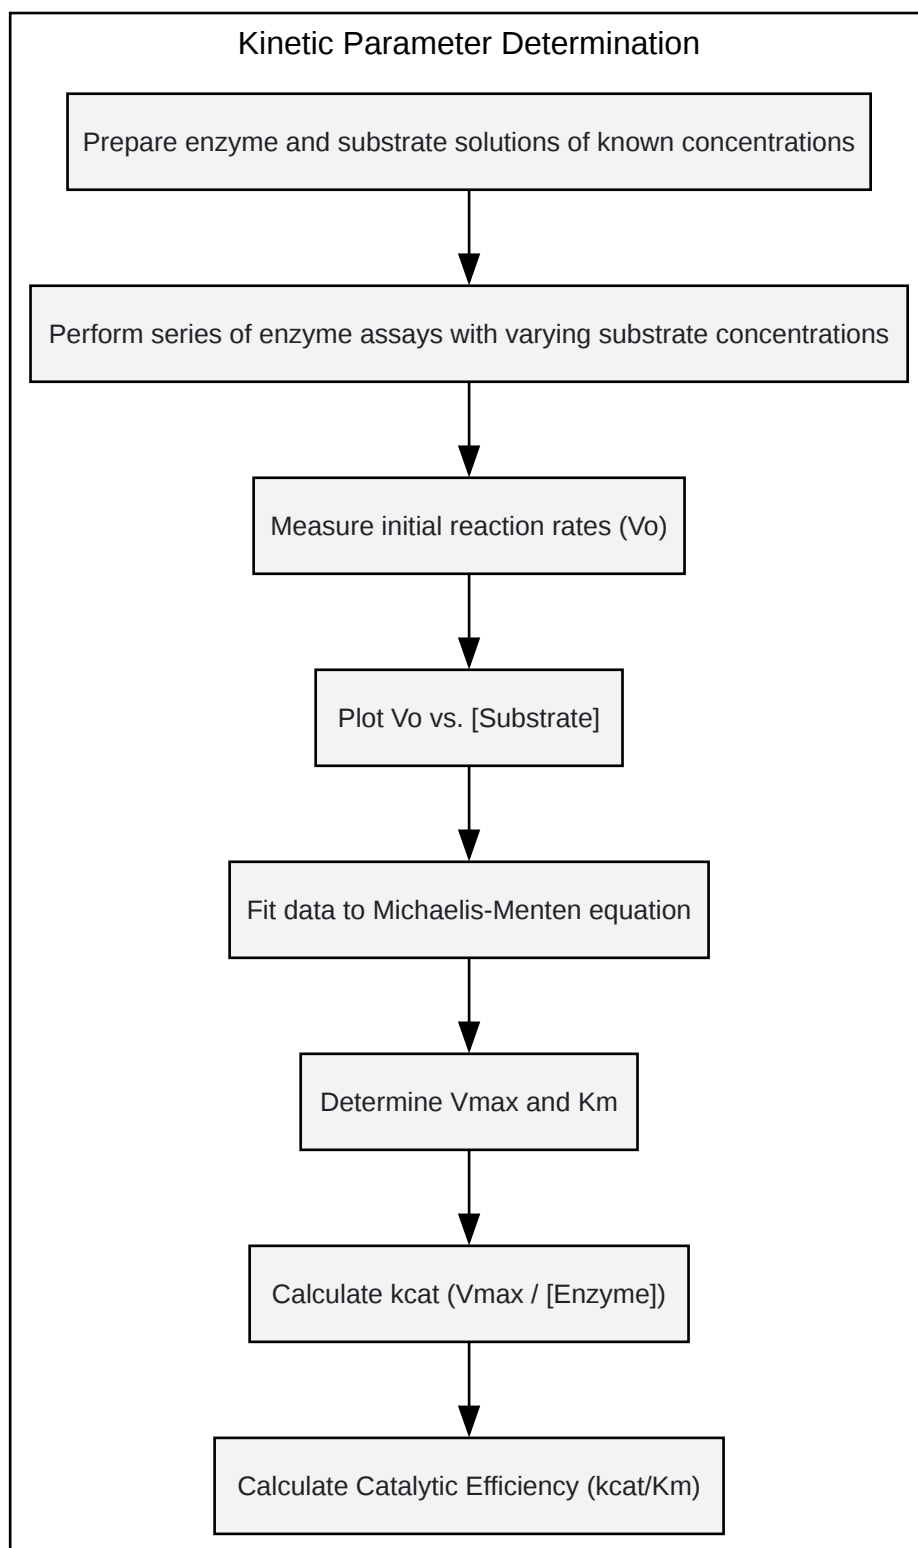 Kinetic Parameter Determination
Prepare enzyme and substrate solutions of known concentrations
Perform series of enzyme assays with varying substrate concentrations
Measure initial reaction rates (Vo)
Plot Vo vs. [Substrate]
Fit data to Michaelis-Menten equation
Determine Vmax and Km
Calculate kcat (Vmax / [Enzyme])
Calculate Catalytic Efficiency (kcat/Km)